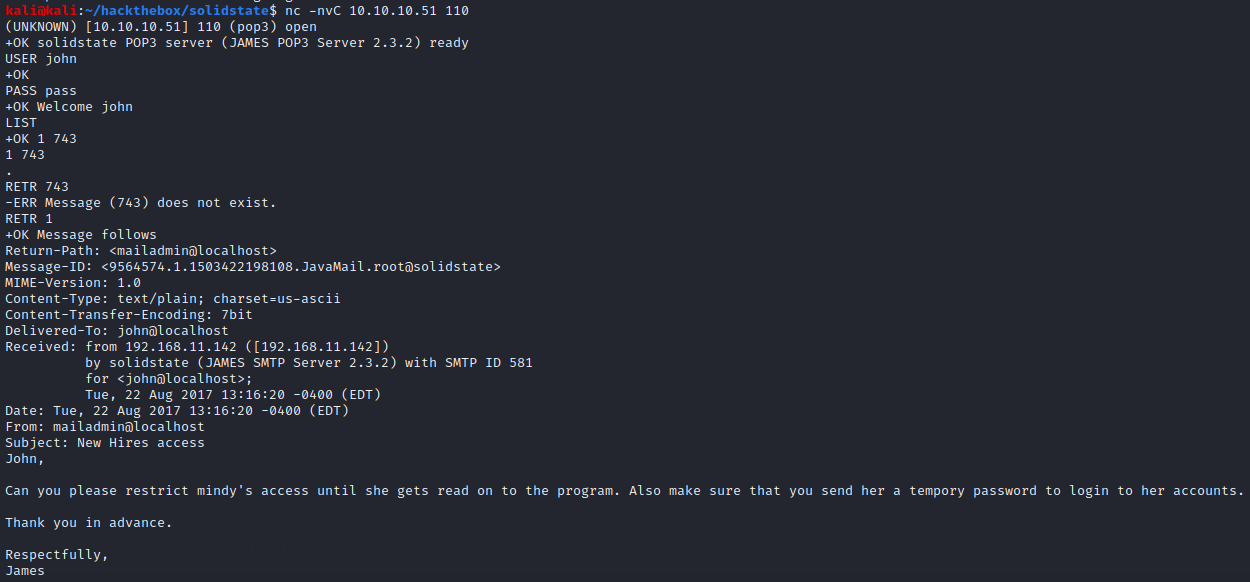 kali@kali:~/hackthebox/solidstate$ nc -nvC 10.10.10.51 110
(UNKNOWN) [10.10.10.51] 110 (pop3) open
+OK solidstate POP3 server (JAMES POP3 Server 2.3.2) ready
USER john
+OK
PASS pass
+OK Welcome john
LIST
+OK 1 743
1 743
.
RETR 743
-ERR Message (743) does not exist.
RETR 1
+OK Message follows
Return-Path: <mailadmin@localhost>
Message-ID: <9564574.1.1503422198108.JavaMail.root@solidstate>
MIME-Version: 1.0
Content-Type: text/plain; charset=us-ascii
Content-Transfer-Encoding: 7bit
Delivered-To: john@localhost
Received: from 192.168.11.142 ([192.168.11.142])
          by solidstate (JAMES SMTP Server 2.3.2) with SMTP ID 581
          for <john@localhost>;
          Tue, 22 Aug 2017 13:16:20 -0400 (EDT)
Date: Tue, 22 Aug 2017 13:16:20 -0400 (EDT)
From: mailadmin@localhost
Subject: New Hires access
John,

Can you please restrict mindy's access until she gets read on to the program. Also make sure that you send her a tempory password to login to her accounts.

Thank you in advance.

Respectfully,
James